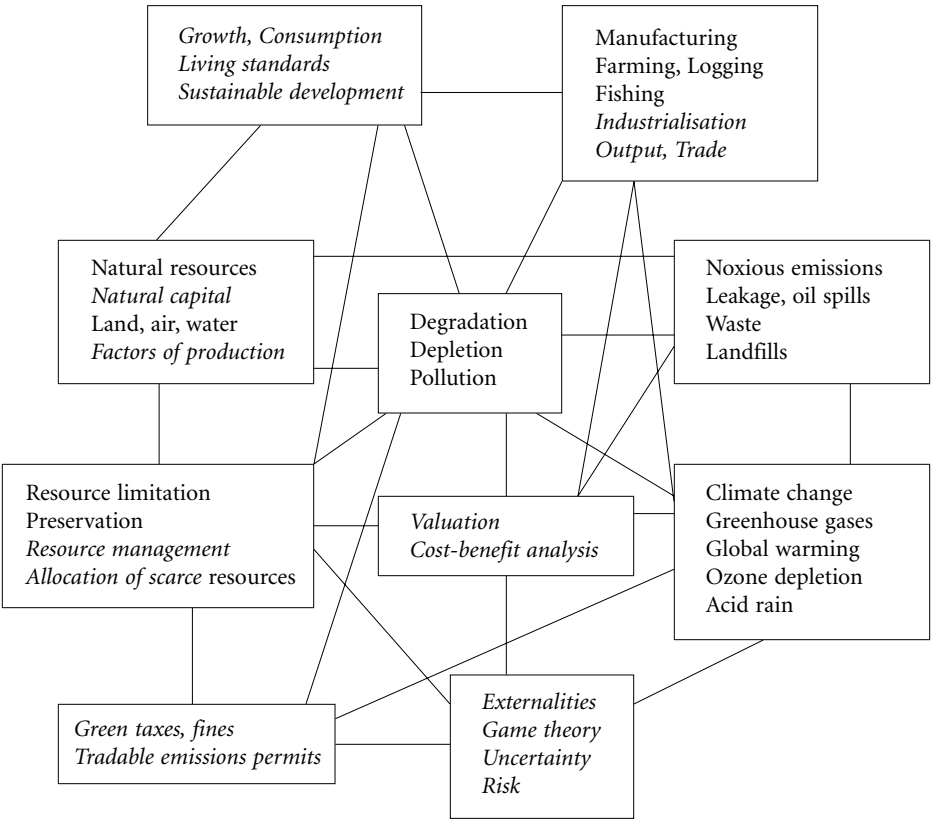 Growth, Consumption
Living standards
Sustainable development
Manufacturing
Farming, Logging
Fishing
Industrialisation
Output, Trade
Natural resources
Natural capital
Land, air, water
Factors of production
Degradation
Depletion
Pollution
Noxious emissions
Leakage, oil spills
Waste
Landfills
Resource limitation
Preservation
Resource management
Allocation of scarce resources
Valuation
Cost-benefit analysis
Climate change
Greenhouse gases
Global warming
Ozone depletion
Acid rain
Green taxes, fines
Tradable emissions permits
Externalities
Game theory
Uncertainty
Risk